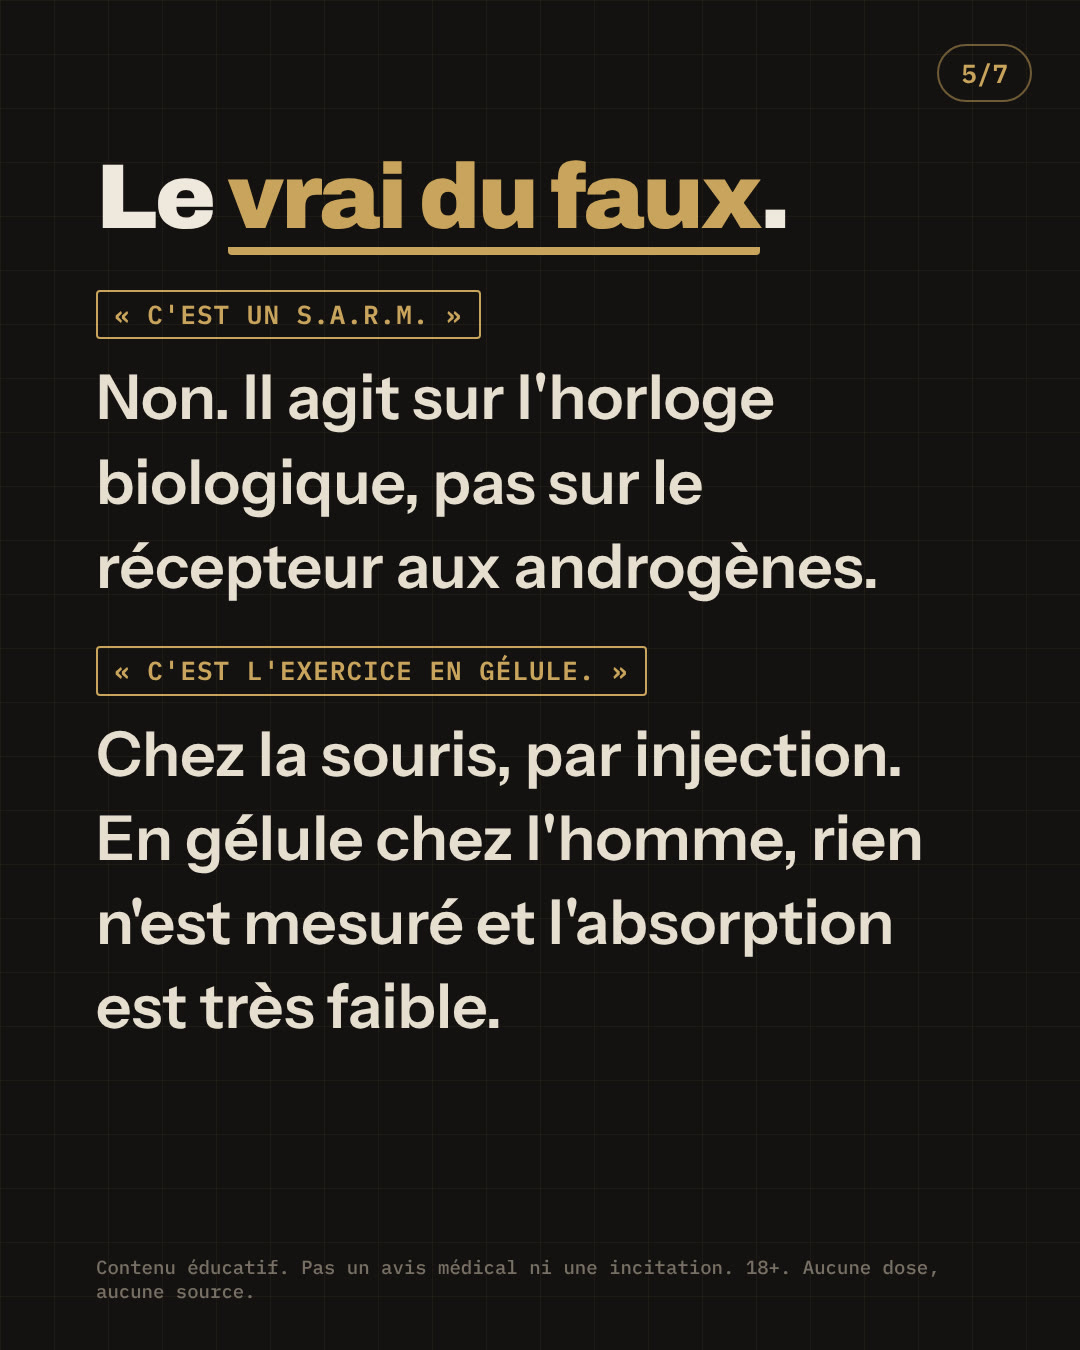 5/7
Le vrai du faux.
« C'EST UN S.A.R.M. »
Non. Il agit sur l'horloge
biologique, pas sur le
récepteur aux androgènes.
« C'EST L'EXERCICE EN GÉLULE. »
Chez la souris, par injection.
En gélule chez l'homme, rien
n'est mesuré et l'absorption
est très faible.
Contenu éducatif. Pas un avis médical ni une incitation. 18+. Aucune dose,
aucune source.